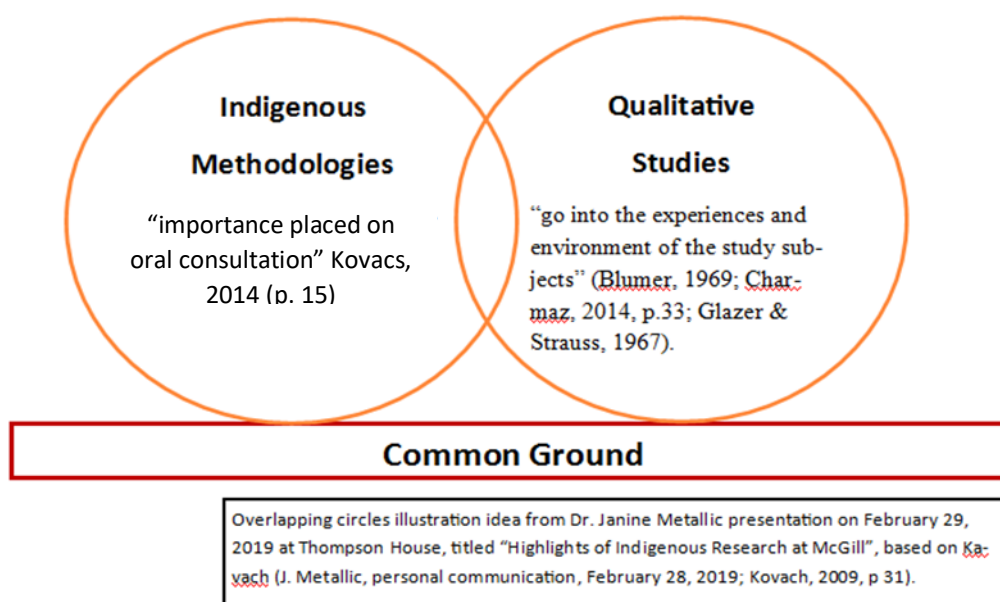 Indigenous
Methodologies
“importance placed on
oral consultation” Kovacs,
2014 (p. 15)
Qualitative
Studies
“go into the experiences and
environment of the study sub-
jects” (Blumer, 1969; Char-
maz, 2014, p.33; Glazer &
Strauss, 1967).
Common Ground
Overlapping circles illustration idea from Dr. Janine Metallic presentation on February 29,
2019 at Thompson House, titled “Highlights of Indigenous Research at McGill”, based on Ka-
vach (J. Metallic, personal communication, February 28, 2019; Kovach, 2009, p 31).